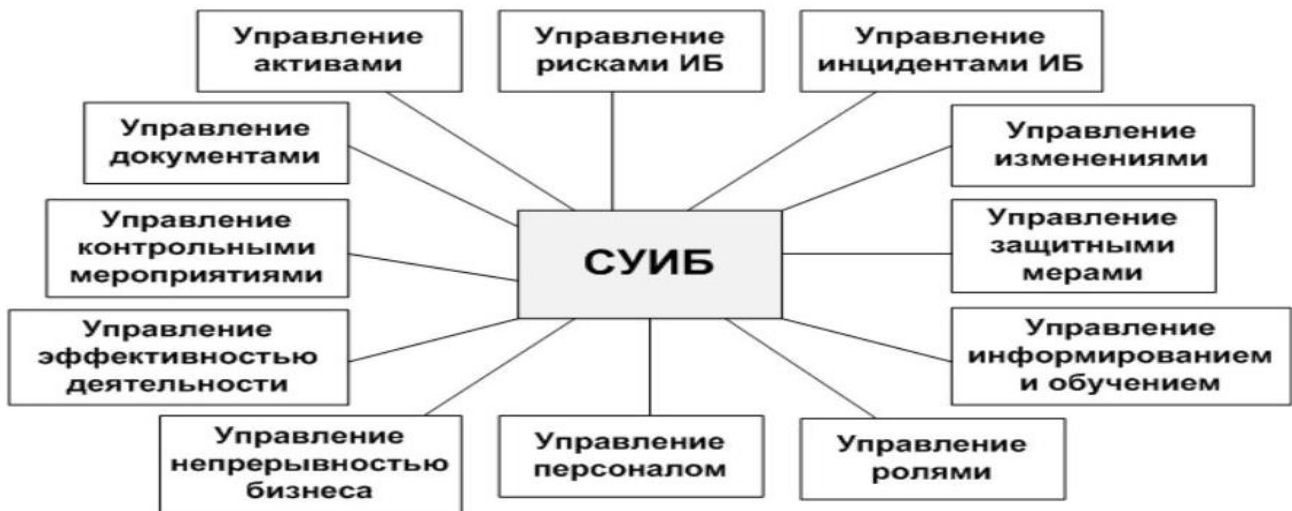 Управление
активами
Управление
рисками ИБ
Управление
инцидентами ИБ
Управление
документами
Управление
изменениями
Управление
контрольными
мероприятиями
СУИБ
Управление
защитными
мерами
Управление
эффективностью
деятельности
Управление
информированием
и обучением
Управление
непрерывностью
бизнеса
Управление
персоналом
Управление
ролями